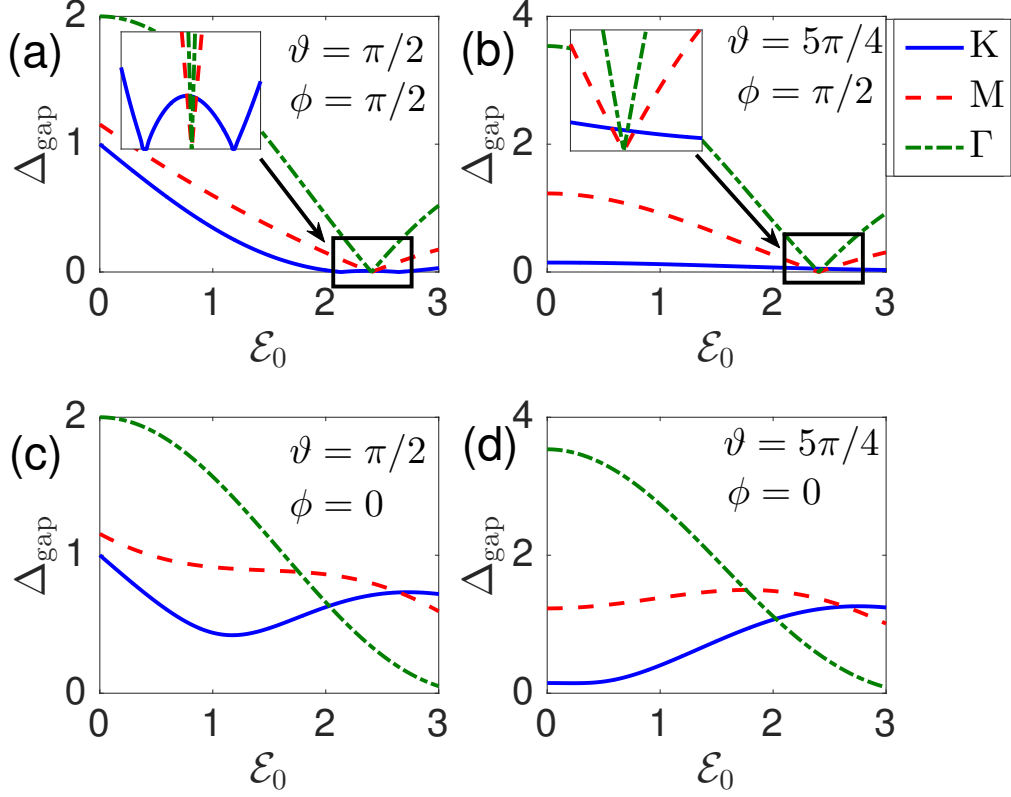 (a)
2
1
0
Δgap
ϑ = π/2
ϕ = π/2
0 1 2 3
ℰ0
(b)
4
2
0
Δgap
ϑ = 5π/4
ϕ = π/2
0 1 2 3
ℰ0
K
M
Γ
(c)
2
1
0
Δgap
ϑ = π/2
ϕ = 0
0 1 2 3
ℰ0
(d)
4
2
0
Δgap
ϑ = 5π/4
ϕ = 0
0 1 2 3
ℰ0